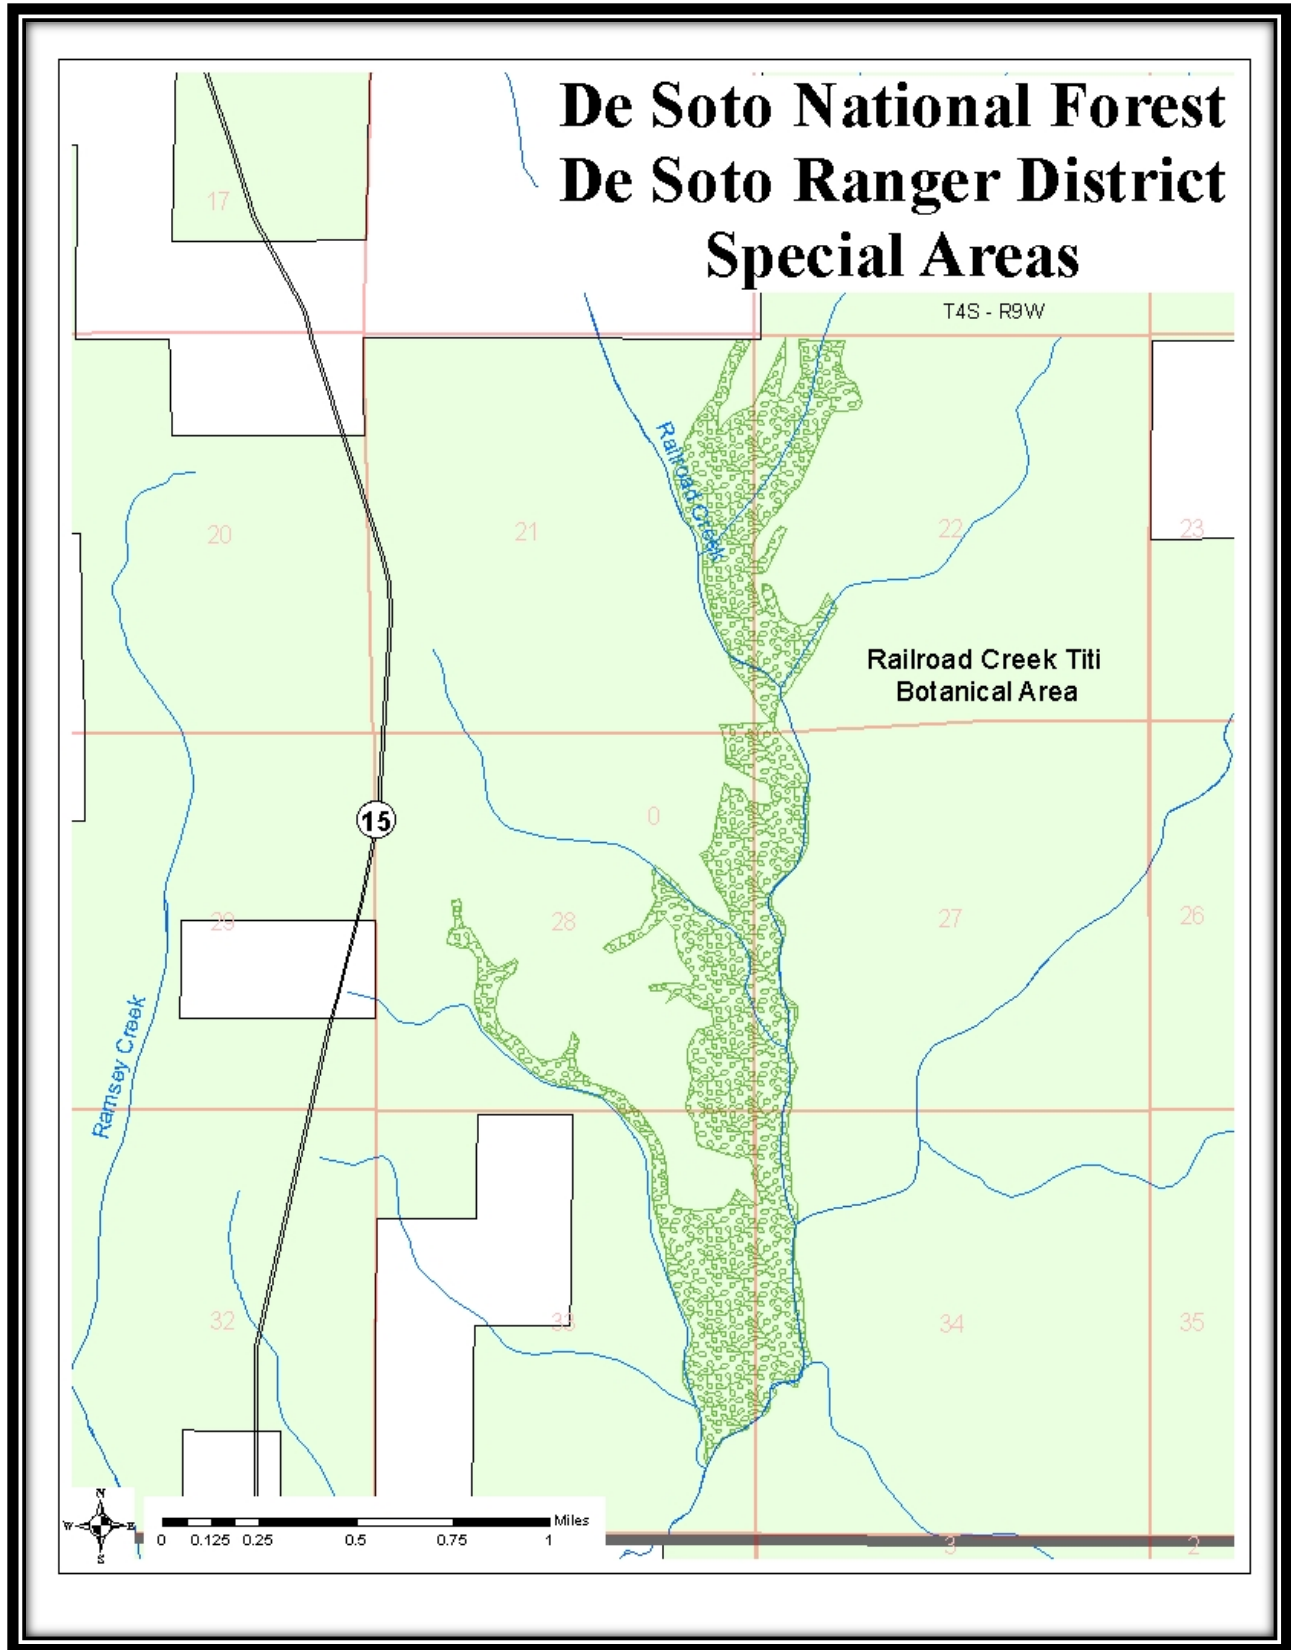 De Soto National Forest
De Soto Ranger District
Special Areas
T4S - R9W
17
20
21
22
23
Railroad Creek
Railroad Creek Titi
Botanical Area
15
0
29
28
27
26
Ramsey Creek
32
33
34
35
N
W E
S
Miles
0 0.125 0.25 0.5 0.75 1
3
2